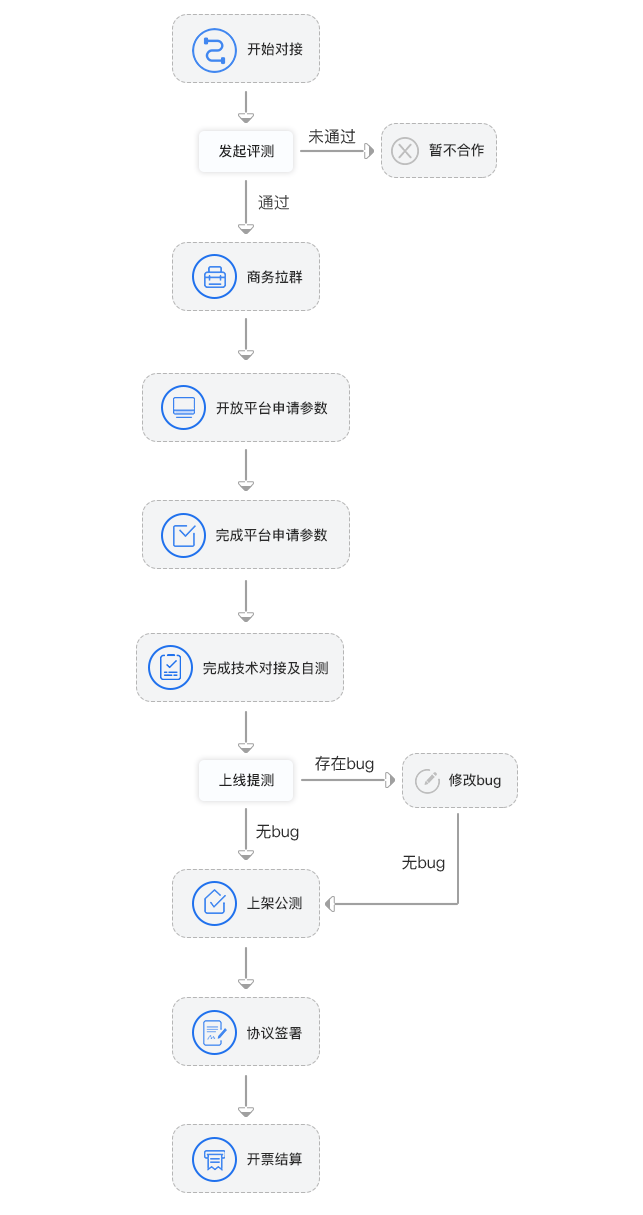 开始对接
未通过
发起评测
暂不合作
通过
商务拉群
开放平台申请参数
完成平台申请参数
完成技术对接及自测
存在bug
上线提测
修改bug
无bug
无bug
上架公测
协议签署
开票结算